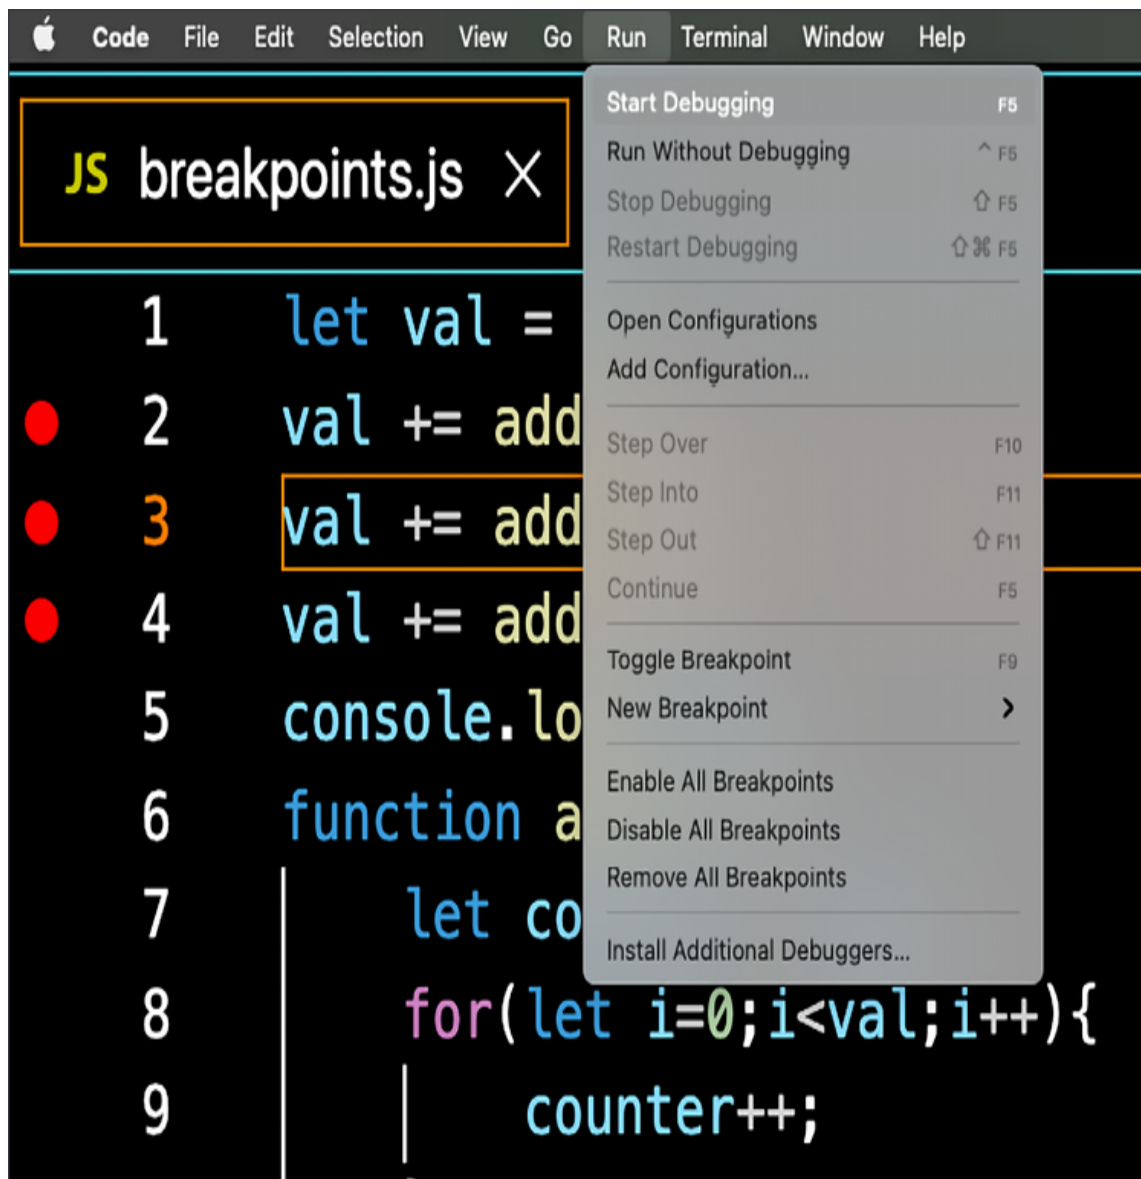 Code File Edit Selection View Go Run Terminal Window Help
JS breakpoints.js
Start Debugging F5
Run Without Debugging ^ F5
Stop Debugging ⇧ F5
Restart Debugging ⇧⌘ F5
Open Configurations
Add Configuration...
Step Over F10
Step Into F11
Step Out ⇧ F11
Continue F5
Toggle Breakpoint F9
New Breakpoint
Enable All Breakpoints
Disable All Breakpoints
Remove All Breakpoints
Install Additional Debuggers...
1 let val =
2 val += add
3 val += add
4 val += add
5 console.lo
6 function a
7 let co
8 for(let i=0;i<val;i++){
9 counter++;